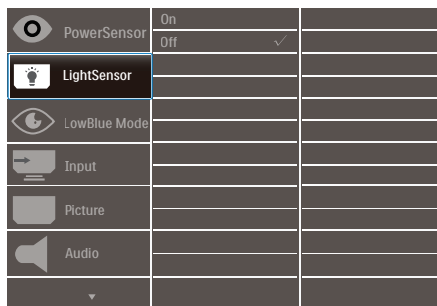 PowerSensor
On
Off
LightSensor
LowBlue Mode
Input
Picture
Audio